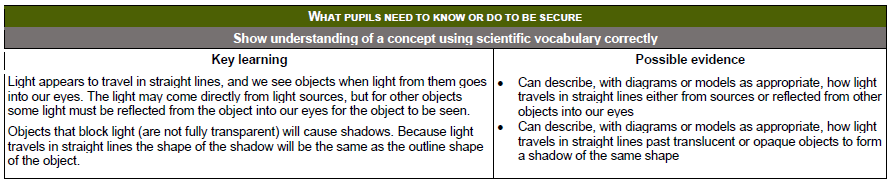 WHAT PUPILS NEED TO KNOW OR DO TO BE SECURE
Show understanding of a concept using scientific vocabulary correctly
Key learning
Light appears to travel in straight lines, and we see objects when light from them goes
into our eyes. The light may come directly from light sources, but for other objects
some light must be reflected from the object into our eyes for the object to be seen.
Objects that block light (are not fully transparent) will cause shadows. Because light
travels in straight lines the shape of the shadow will be the same as the outline shape
of the object.
Possible evidence
• Can describe, with diagrams or models as appropriate, how light
travels in straight lines either from sources or reflected from other
objects into our eyes
• Can describe, with diagrams or models as appropriate, how light
travels in straight lines past translucent or opaque objects to form
a shadow of the same shape